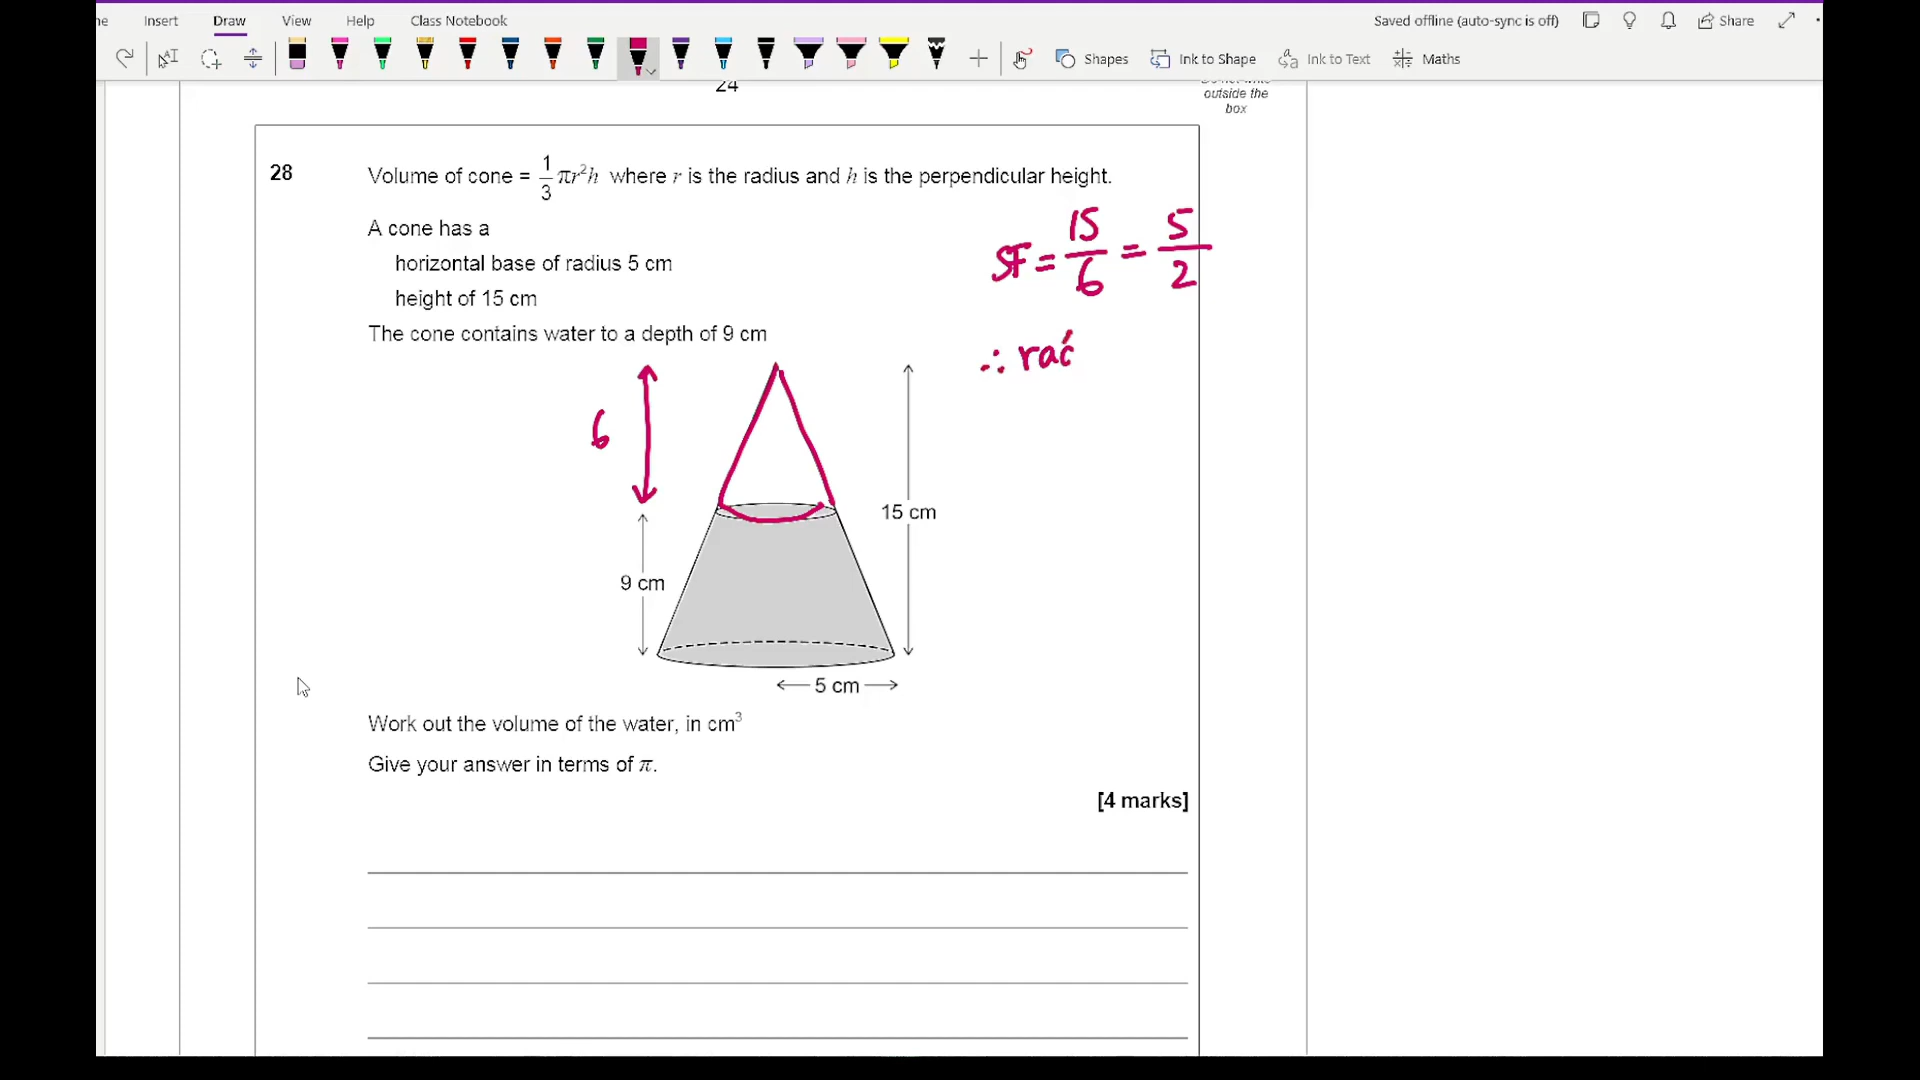 Insert Draw View Help Class Notebook Saved offline (auto-sync is off) Share
Shapes Ink to Shape Ink to Text Maths
24
outside the
box
28 Volume of cone = 1/3 πr²h where r is the radius and h is the perpendicular height.
A cone has a
horizontal base of radius 5 cm
height of 15 cm
The cone contains water to a depth of 9 cm
SF = 15/6 = 5/2
∴ rad
6
15 cm
9 cm
5 cm
Work out the volume of the water, in cm³
Give your answer in terms of π.
[4 marks]